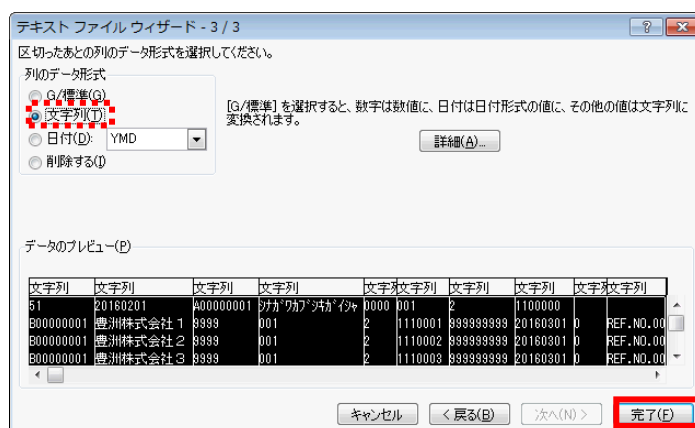 テキスト ファイル ウィザード - 3 / 3
区切ったあとの列のデータ形式を選択してください。
列のデータ形式
G/標準(G)
文字列(T)
日付(D): YMD
削除する(I)
[G/標準] を選択すると、数字は数値に、日付は日付形式の値に、その他の値は文字列に
変換されます。
詳細(A)...
データのプレビュー(P)
文字列 文字列 文字列 文字列 文字列 文字列 文字列 文字列 文字列 文字列
51 20160201 A00000001 ｼﾅｶﾞﾜｶﾌﾞｼｷｶﾞｲｼｬ 0000 001 2 1100000
B00000001 豊洲株式会社１ 9999 001 2 1110001 999999999 20160301 0 REF.NO.00
B00000001 豊洲株式会社２ 9999 001 2 1110002 999999999 20160301 0 REF.NO.00
B00000001 豊洲株式会社３ 9999 001 2 1110003 999999999 20160301 0 REF.NO.00
キャンセル < 戻る(B) 次へ(N) > 完了(F)